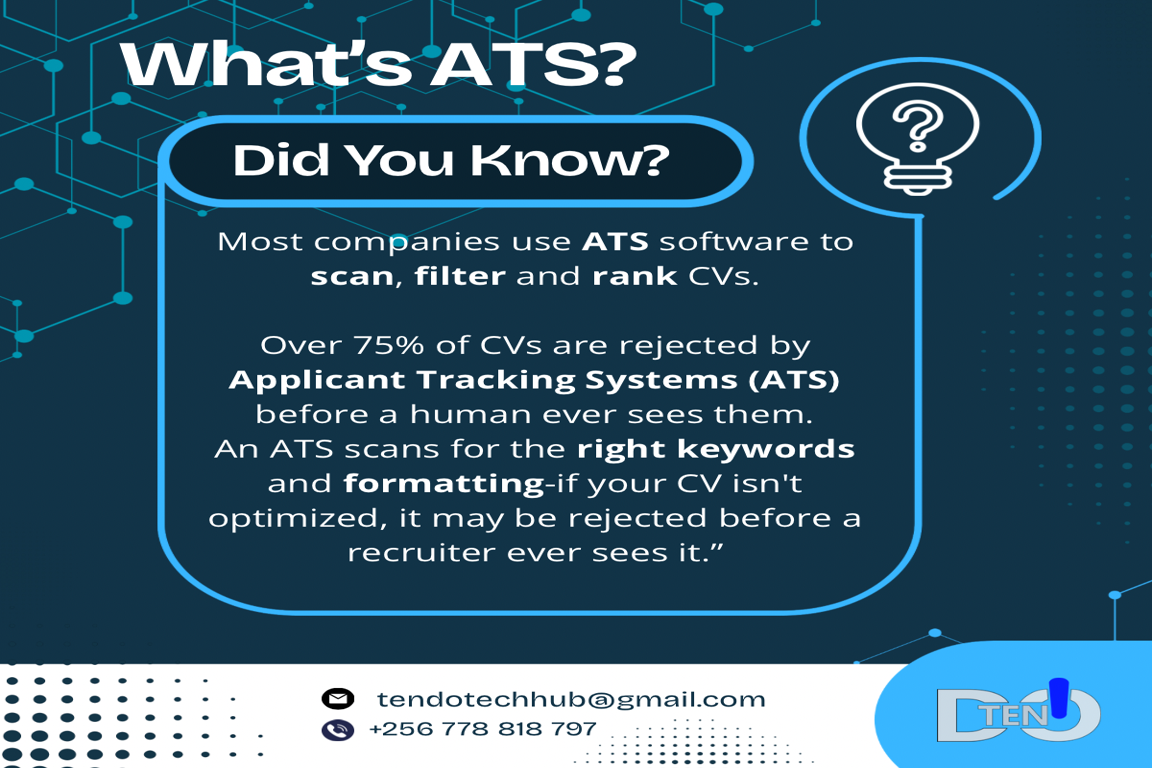 What's ATS?
Did You Know?
?
Most companies use ATS software to
scan, filter and rank CVs.
Over 75% of CVs are rejected by
Applicant Tracking Systems (ATS)
before a human ever sees them.
An ATS scans for the right keywords
and formatting-if your CV isn't
optimized, it may be rejected before a
recruiter ever sees it.”
tendotechhub@gmail.com
+256 778 818 797
D TEN O